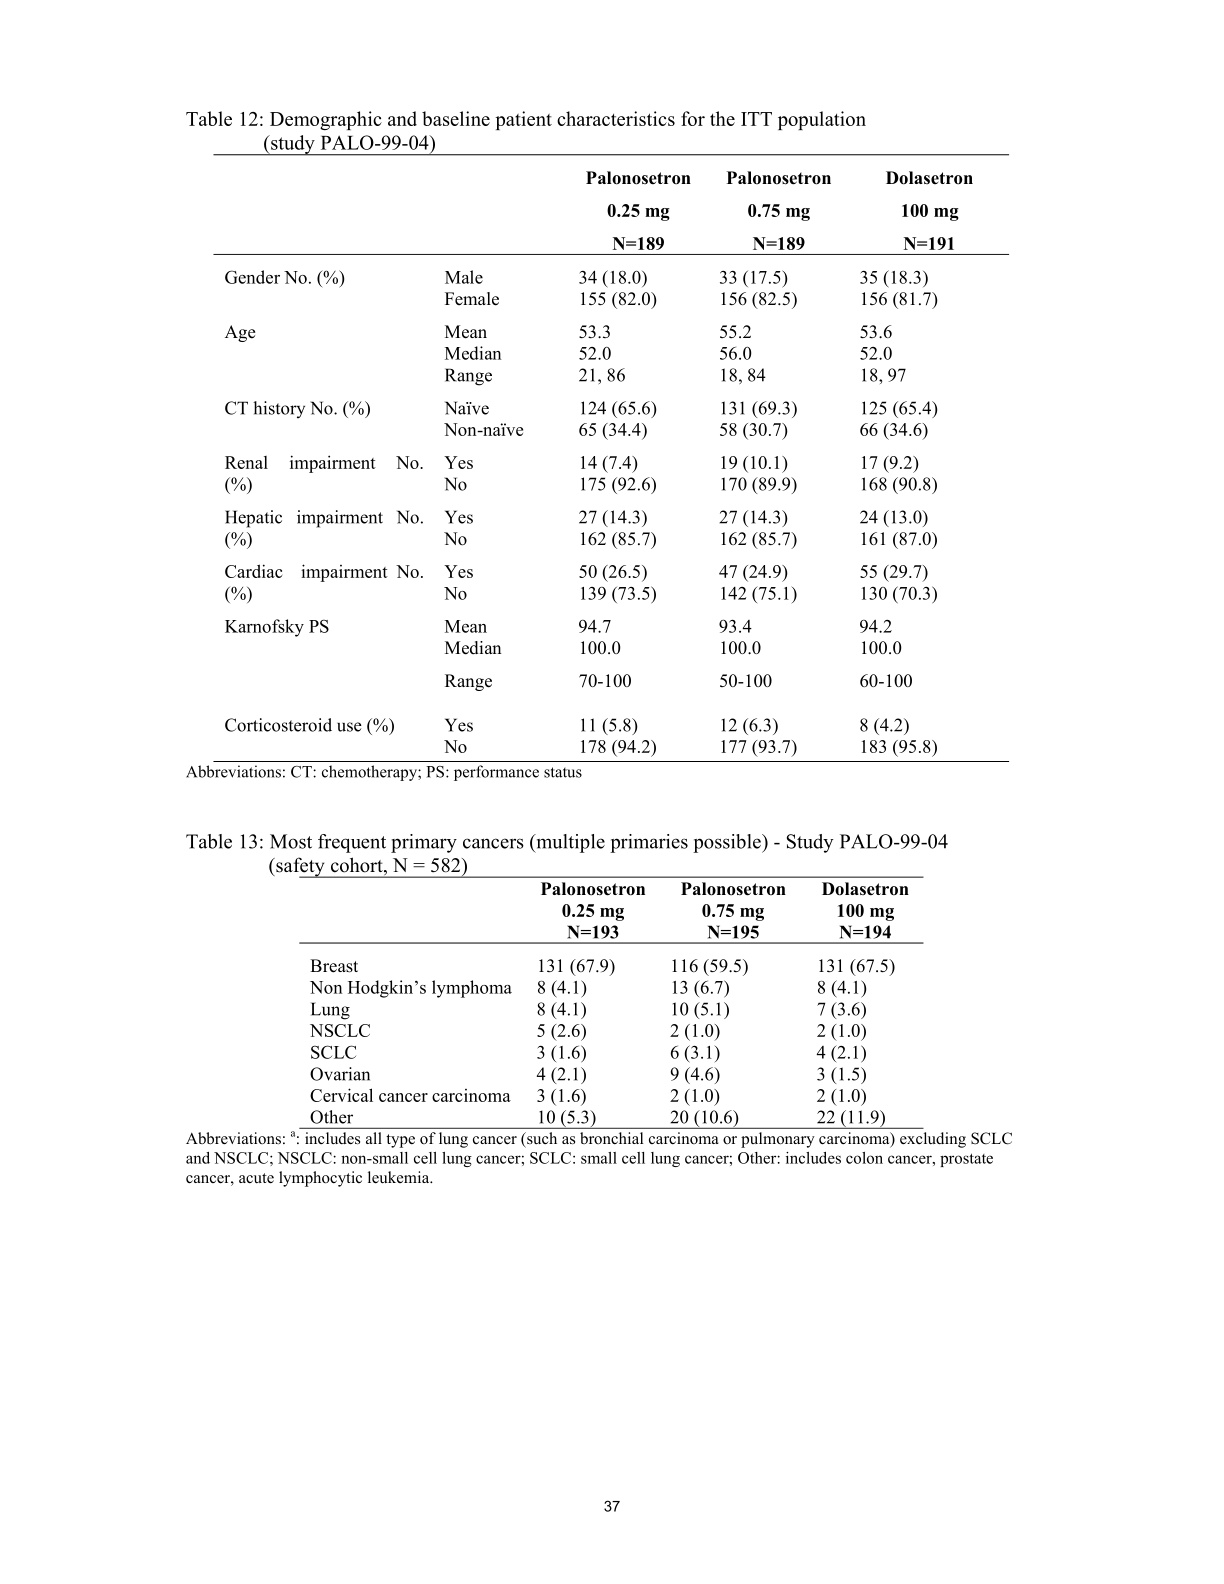 Table 12: Demographic and baseline patient characteristics for the ITT population
(study PALO-99-04)
Palonosetron Palonosetron Dolasetron
0.25 mg 0.75 mg 100 mg
N=189 N=189 N=191
Gender No. (%) Male 34 (18.0) 33 (17.5) 35 (18.3)
Female 155 (82.0) 156 (82.5) 156 (81.7)
Age Mean 53.3 55.2 53.6
Median 52.0 56.0 52.0
Range 21, 86 18, 84 18, 97
CT history No. (%) Naïve 124 (65.6) 131 (69.3) 125 (65.4)
Non-naïve 65 (34.4) 58 (30.7) 66 (34.6)
Renal impairment No. Yes 14 (7.4) 19 (10.1) 17 (9.2)
(%) No 175 (92.6) 170 (89.9) 168 (90.8)
Hepatic impairment No. Yes 27 (14.3) 27 (14.3) 24 (13.0)
(%) No 162 (85.7) 162 (85.7) 161 (87.0)
Cardiac impairment No. Yes 50 (26.5) 47 (24.9) 55 (29.7)
(%) No 139 (73.5) 142 (75.1) 130 (70.3)
Karnofsky PS Mean 94.7 93.4 94.2
Median 100.0 100.0 100.0
Range 70-100 50-100 60-100
Corticosteroid use (%) Yes 11 (5.8) 12 (6.3) 8 (4.2)
No 178 (94.2) 177 (93.7) 183 (95.8)
Abbreviations: CT: chemotherapy; PS: performance status
Table 13: Most frequent primary cancers (multiple primaries possible) - Study PALO-99-04
(safety cohort, N = 582)
Palonosetron Palonosetron Dolasetron
0.25 mg 0.75 mg 100 mg
N=193 N=195 N=194
Breast 131 (67.9) 116 (59.5) 131 (67.5)
Non Hodgkin’s lymphoma 8 (4.1) 13 (6.7) 8 (4.1)
Lung 8 (4.1) 10 (5.1) 7 (3.6)
NSCLC 5 (2.6) 2 (1.0) 2 (1.0)
SCLC 3 (1.6) 6 (3.1) 4 (2.1)
Ovarian 4 (2.1) 9 (4.6) 3 (1.5)
Cervical cancer carcinoma 3 (1.6) 2 (1.0) 2 (1.0)
Other 10 (5.3) 20 (10.6) 22 (11.9)
Abbreviations: a: includes all type of lung cancer (such as bronchial carcinoma or pulmonary carcinoma) excluding SCLC
and NSCLC; NSCLC: non-small cell lung cancer; SCLC: small cell lung cancer; Other: includes colon cancer, prostate
cancer, acute lymphocytic leukemia.
37